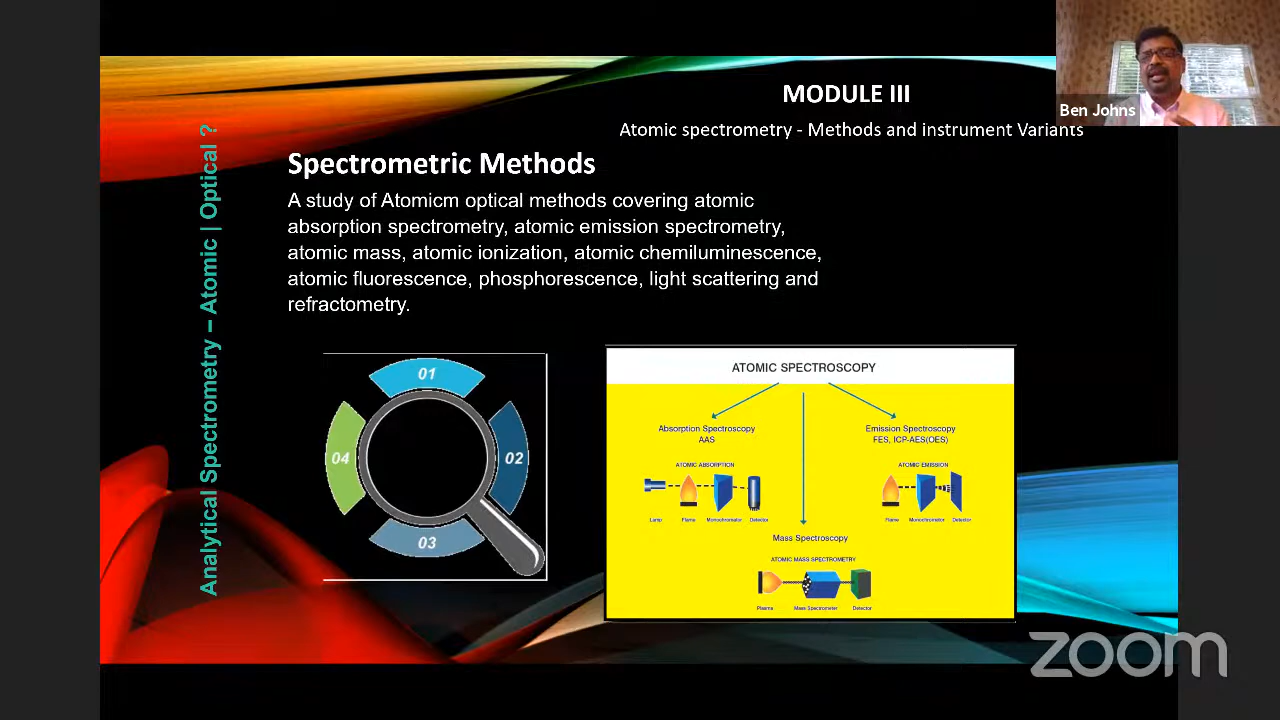 MODULE III
Ben Johns
Atomic spectrometry - Methods and instrument Variants
Analytical Spectrometry – Atomic | Optical ?
Spectrometric Methods
A study of Atomicm optical methods covering atomic
absorption spectrometry, atomic emission spectrometry,
atomic mass, atomic ionization, atomic chemiluminescence,
atomic fluorescence, phosphorescence, light scattering and
refractometry.
01
02
03
04
ATOMIC SPECTROSCOPY
Absorption Spectroscopy
AAS
ATOMIC ABSORPTION
Lamp Flame Monochromator Detector
Emission Spectroscopy
FES, ICP-AES(OES)
ATOMIC EMISSION
Flame Monochromator Detector
Mass Spectroscopy
ATOMIC MASS SPECTROMETRY
Plasma Mass Spectrometer Detector
zoom